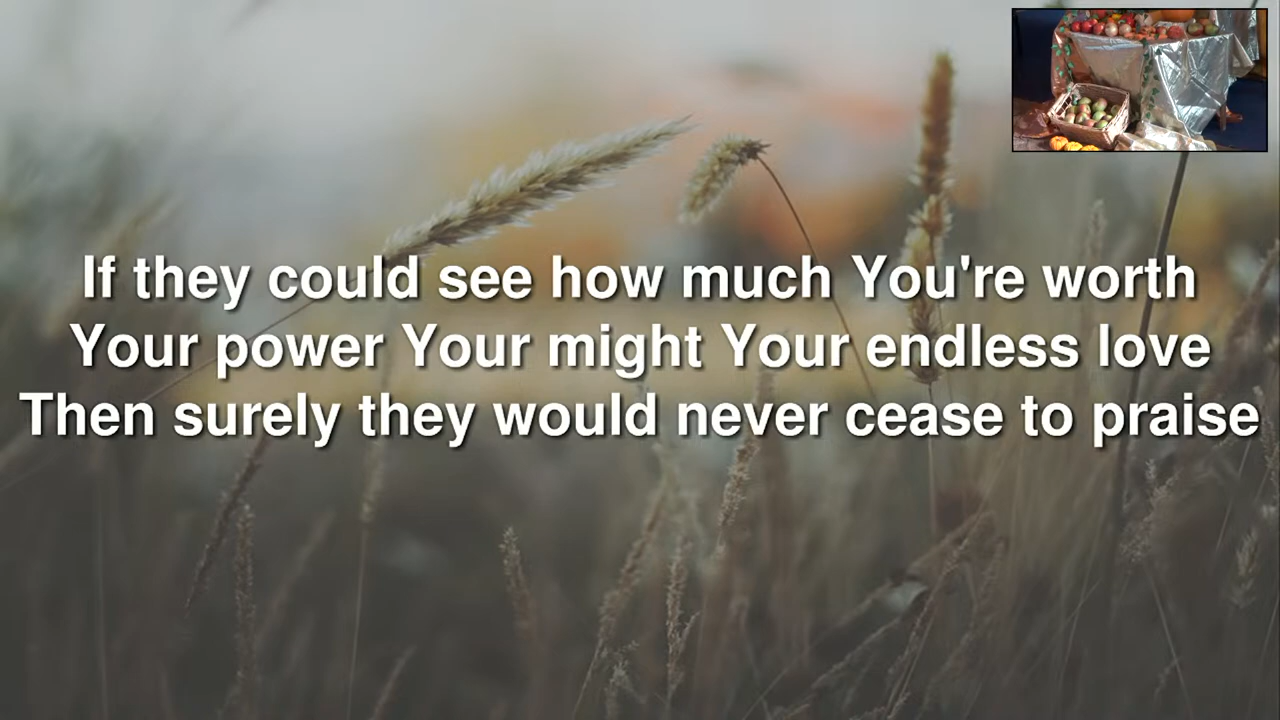 If they could see how much You're worth
Your power Your might Your endless love
Then surely they would never cease to praise